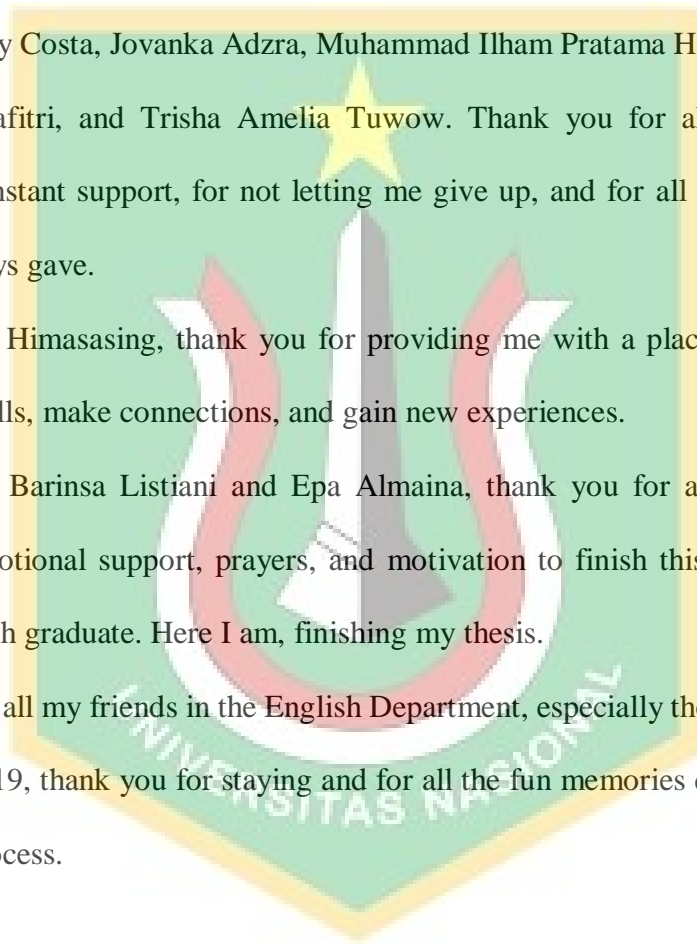 y Costa, Jovanka Adzra, Muhammad Ilham Pratama H
afitri, and Trisha Amelia Tuwow. Thank you for a
nstant support, for not letting me give up, and for all
ys gave.
Himasasing, thank you for providing me with a plac
lls, make connections, and gain new experiences.
Barinsa Listiani and Epa Almaina, thank you for a
otional support, prayers, and motivation to finish this
h graduate. Here I am, finishing my thesis.
all my friends in the English Department, especially the
19, thank you for staying and for all the fun memories
ocess.
UNIVERSITAS NASIONAL